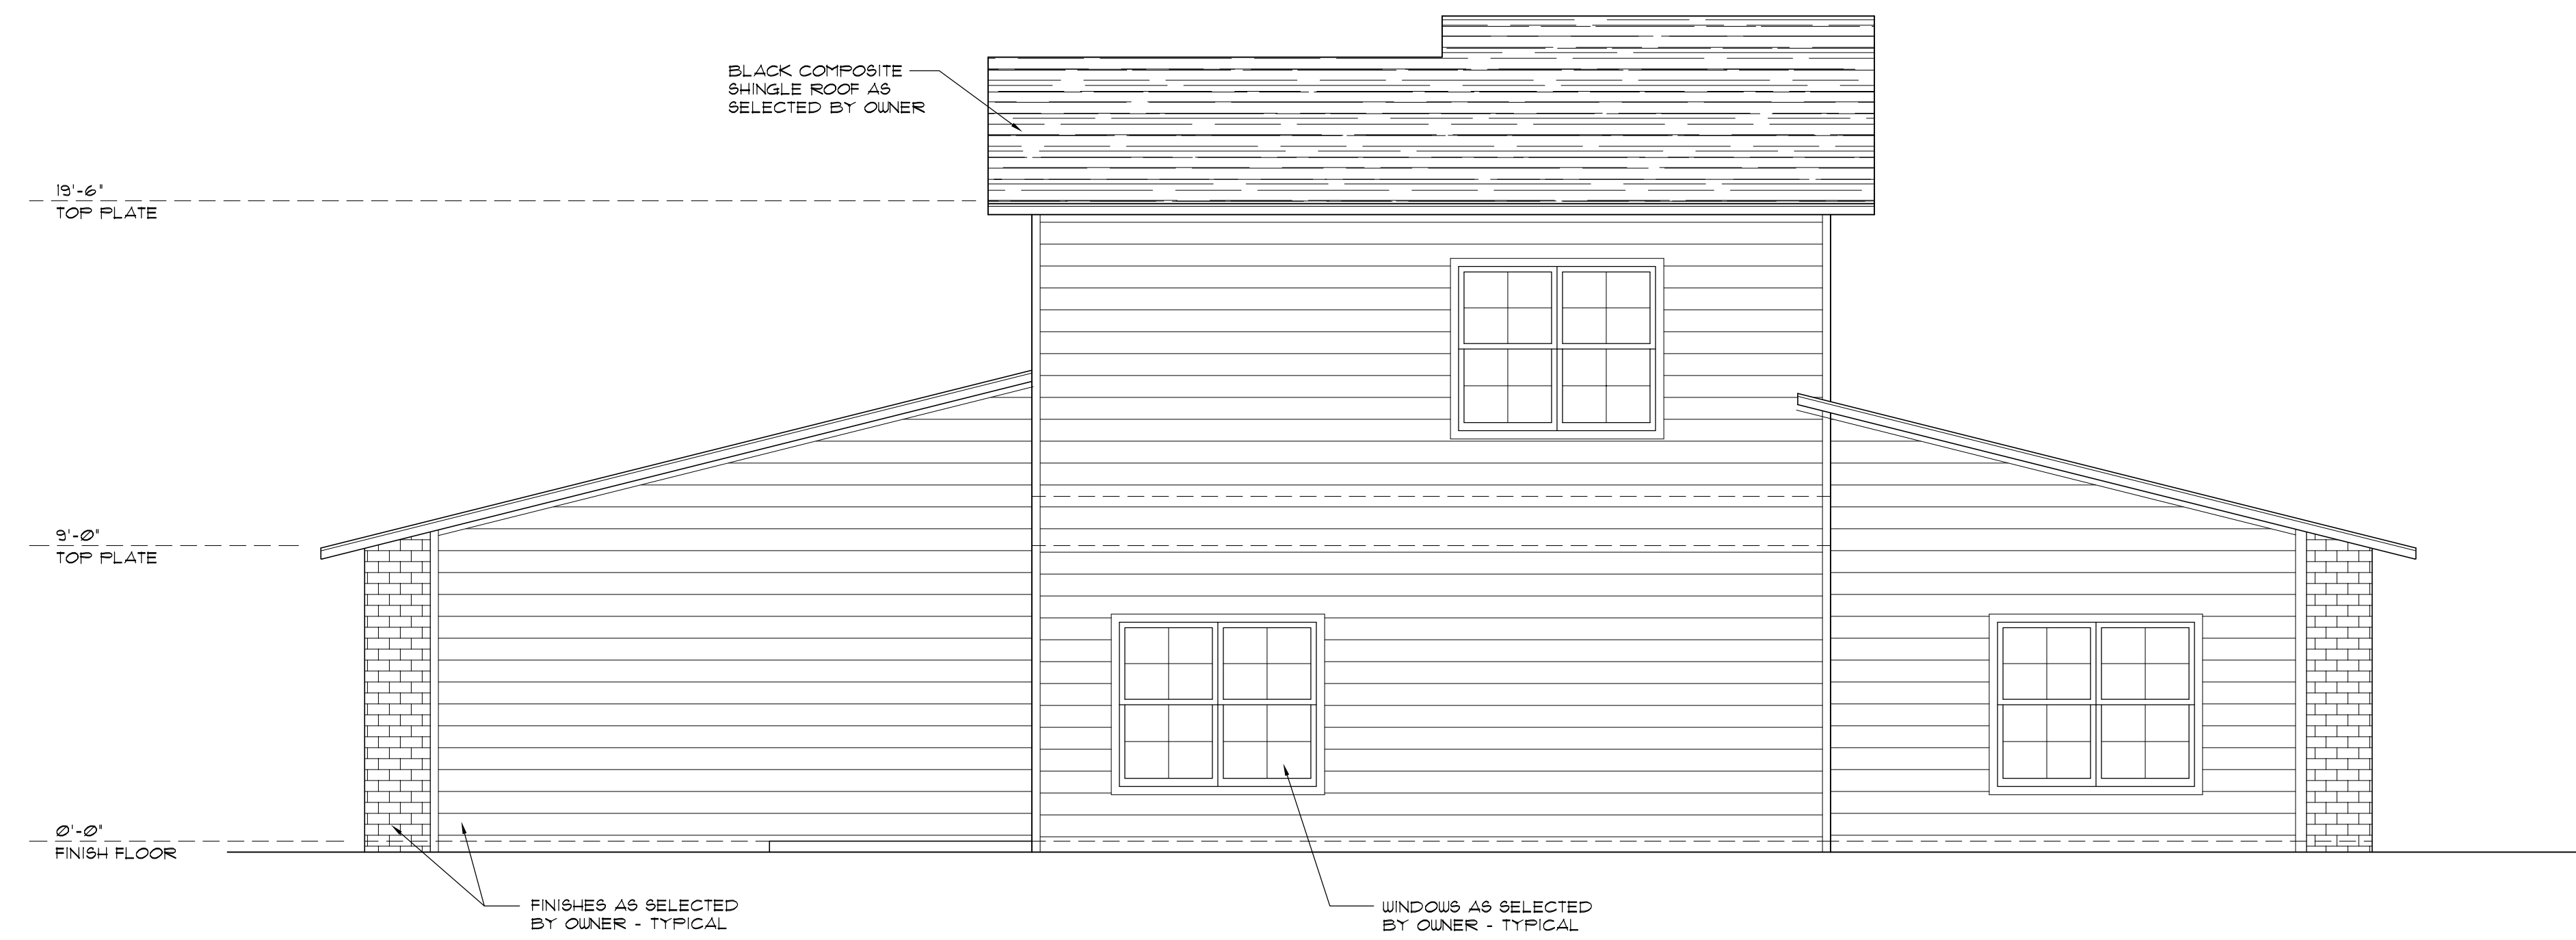 BLACK COMPOSITE
SHINGLE ROOF AS
SELECTED BY OWNER
19'-6"
TOP PLATE
9'-0"
TOP PLATE
0'-0"
FINISH FLOOR
FINISHES AS SELECTED
BY OWNER - TYPICAL
WINDOWS AS SELECTED
BY OWNER - TYPICAL